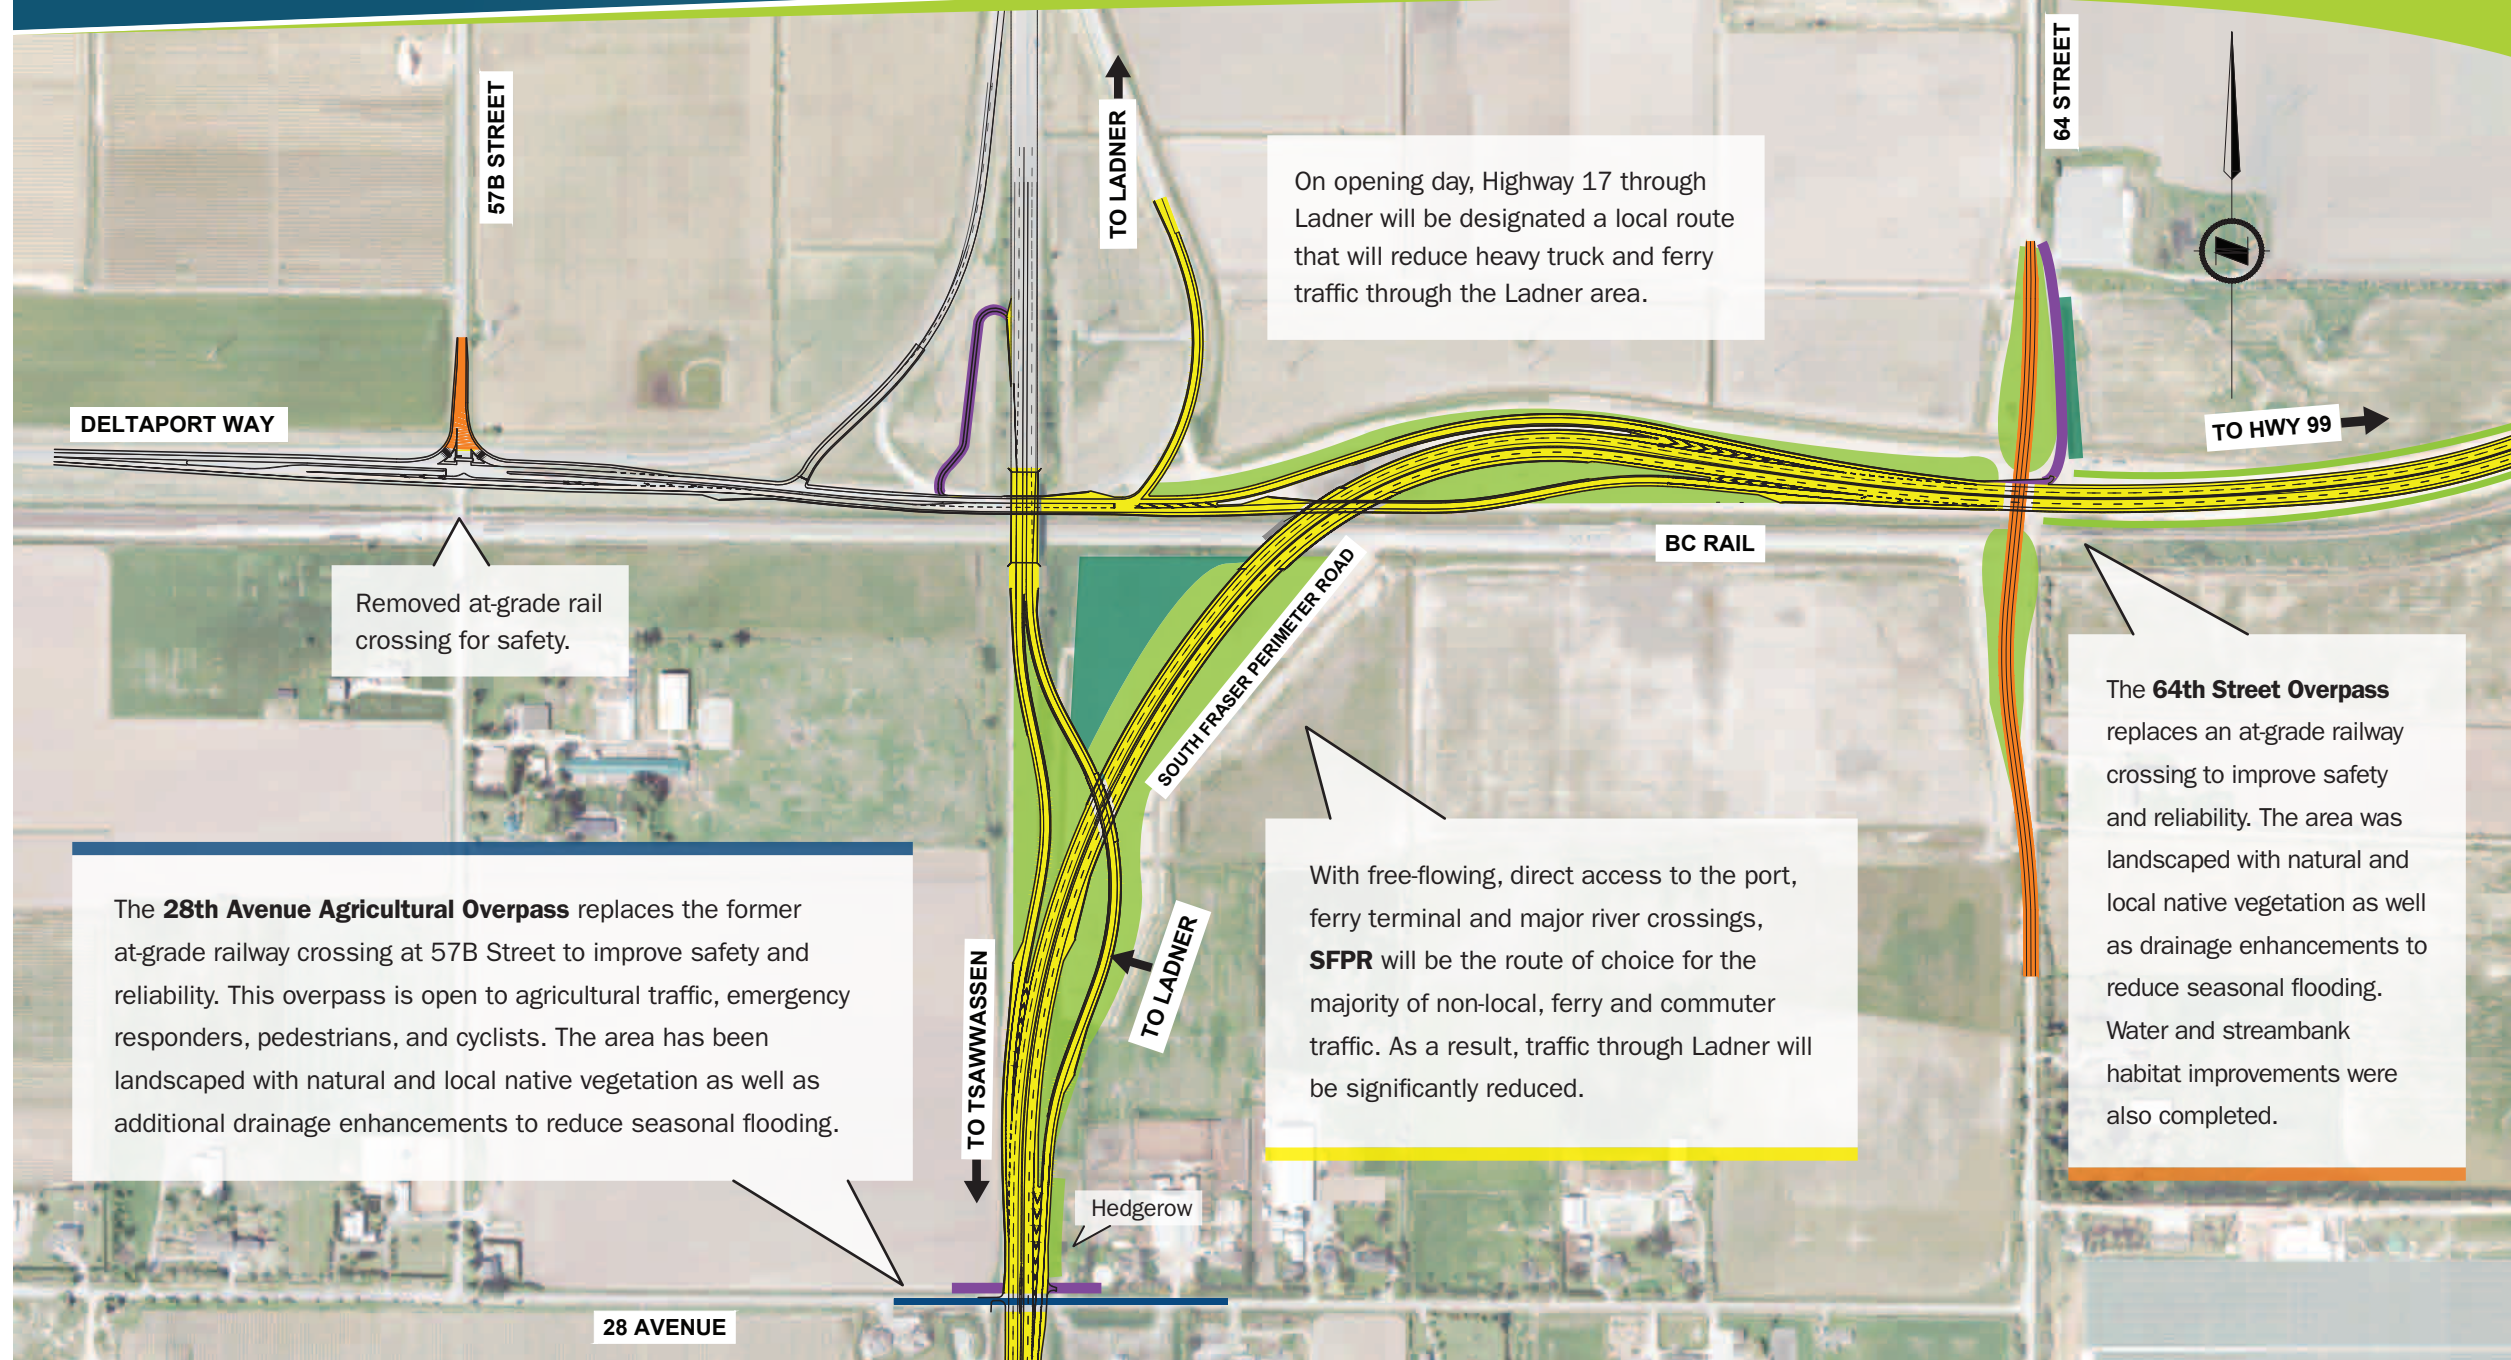 57B STREET
TO LADNER
64 STREET
On opening day, Highway 17 through
Ladner will be designated a local route
that will reduce heavy truck and ferry
traffic through the Ladner area.
DELTAPORT WAY
TO HWY 99
BC RAIL
Removed at-grade rail
crossing for safety.
SOUTH FRASER PERIMETER ROAD
The 64th Street Overpass
replaces an at-grade railway
crossing to improve safety
and reliability. The area was
landscaped with natural and
local native vegetation as well
as drainage enhancements to
reduce seasonal flooding.
Water and streambank
habitat improvements were
also completed.
The 28th Avenue Agricultural Overpass replaces the former
at-grade railway crossing at 57B Street to improve safety and
reliability. This overpass is open to agricultural traffic, emergency
responders, pedestrians, and cyclists. The area has been
landscaped with natural and local native vegetation as well as
additional drainage enhancements to reduce seasonal flooding.
TO TSAWWASSEN
TO LADNER
With free-flowing, direct access to the port,
ferry terminal and major river crossings,
SFPR will be the route of choice for the
majority of non-local, ferry and commuter
traffic. As a result, traffic through Ladner will
be significantly reduced.
Hedgerow
28 AVENUE